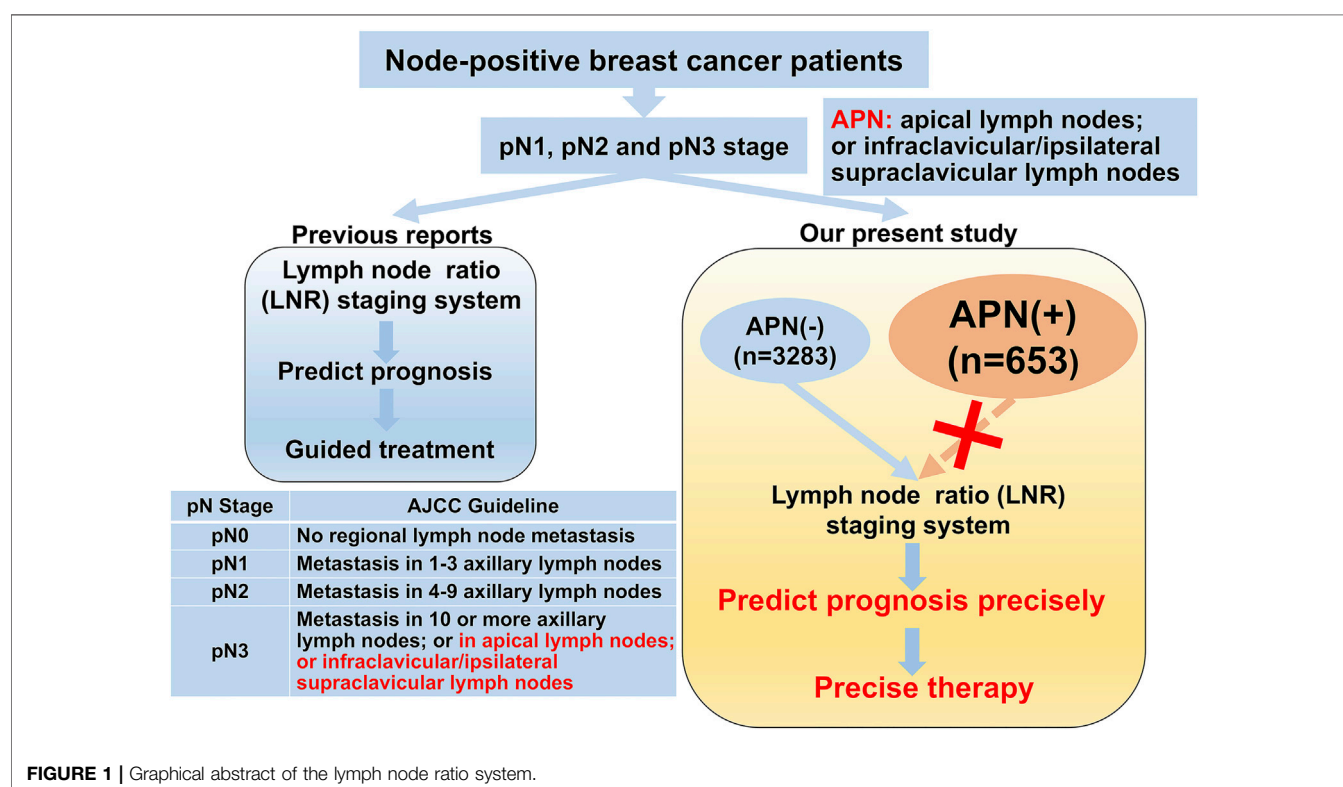 Node-positive breast cancer patients
pN1, pN2 and pN3 stage
APN: apical lymph nodes;
or infraclavicular/ipsilateral
supraclavicular lymph nodes
Previous reports
Lymph node ratio
(LNR) staging system
Predict prognosis
Guided treatment
pN Stage AJCC Guideline
pN0 No regional lymph node metastasis
pN1 Metastasis in 1-3 axillary lymph nodes
pN2 Metastasis in 4-9 axillary lymph nodes
pN3 Metastasis in 10 or more axillary
lymph nodes; or in apical lymph nodes;
or infraclavicular/ipsilateral
supraclavicular lymph nodes
Our present study
APN(-)
(n=3283)
APN(+)
(n=653)
Lymph node ratio (LNR)
staging system
Predict prognosis precisely
Precise therapy
FIGURE 1 | Graphical abstract of the lymph node ratio system.